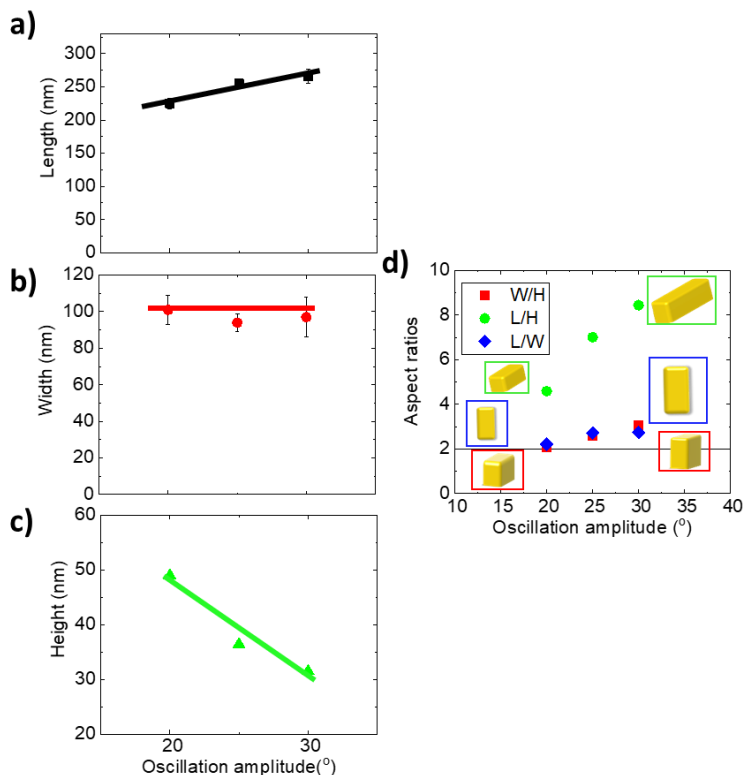 a)
300
250
200
150
100
50
0
Length (nm)
b)
120
100
80
60
40
20
0
Width (nm)
c)
60
50
40
30
20
Height (nm)
20
30
Oscillation amplitude(°)
d)
10
8
6
4
2
0
Aspect ratios
W/H
L/H
L/W
10 15 20 25 30 35 40
Oscillation amplitude (°)